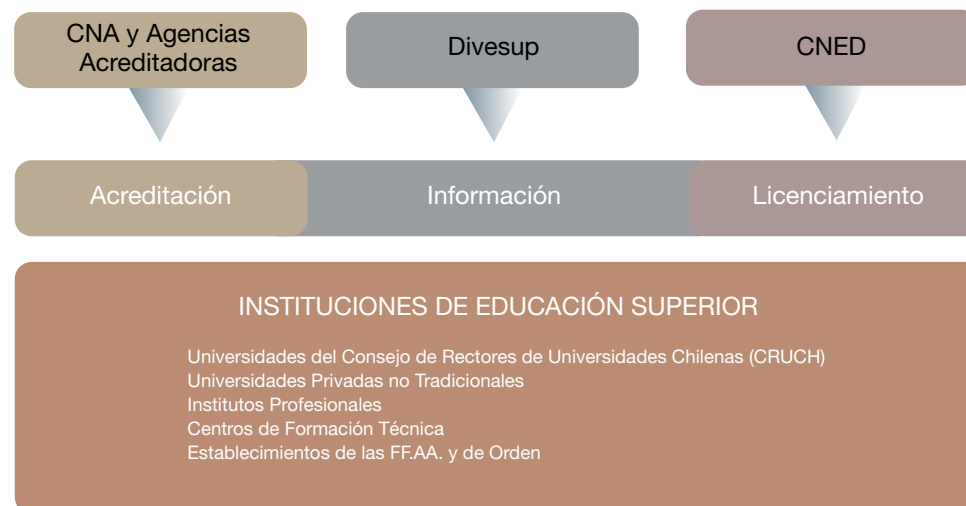 CNA y Agencias
Acreditadoras
Divesup
CNED
Acreditación
Información
Licenciamiento
INSTITUCIONES DE EDUCACIÓN SUPERIOR
Universidades del Consejo de Rectores de Universidades Chilenas (CRUCH)
Universidades Privadas no Tradicionales
Institutos Profesionales
Centros de Formación Técnica
Establecimientos de las FF.AA. y de Orden